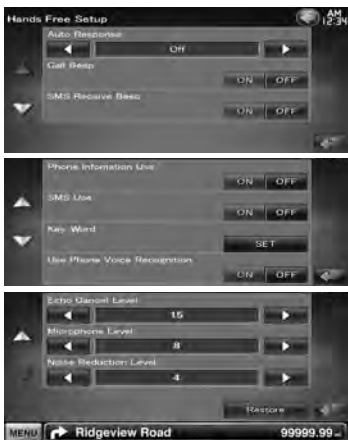 Hands Free Setup
AM
12:34
Auto Response
Off
Call Beep
ON OFF
SMS Receive Beep
ON OFF
Phone Infomation Use
ON OFF
SMS Use
ON OFF
Key Word
SET
Use Phone Voice Recognition
ON OFF
Echo Cancel Level
15
Microphone Level
8
Noise Reduction Level
4
Restore
MENU Ridgeview Road 99999.99